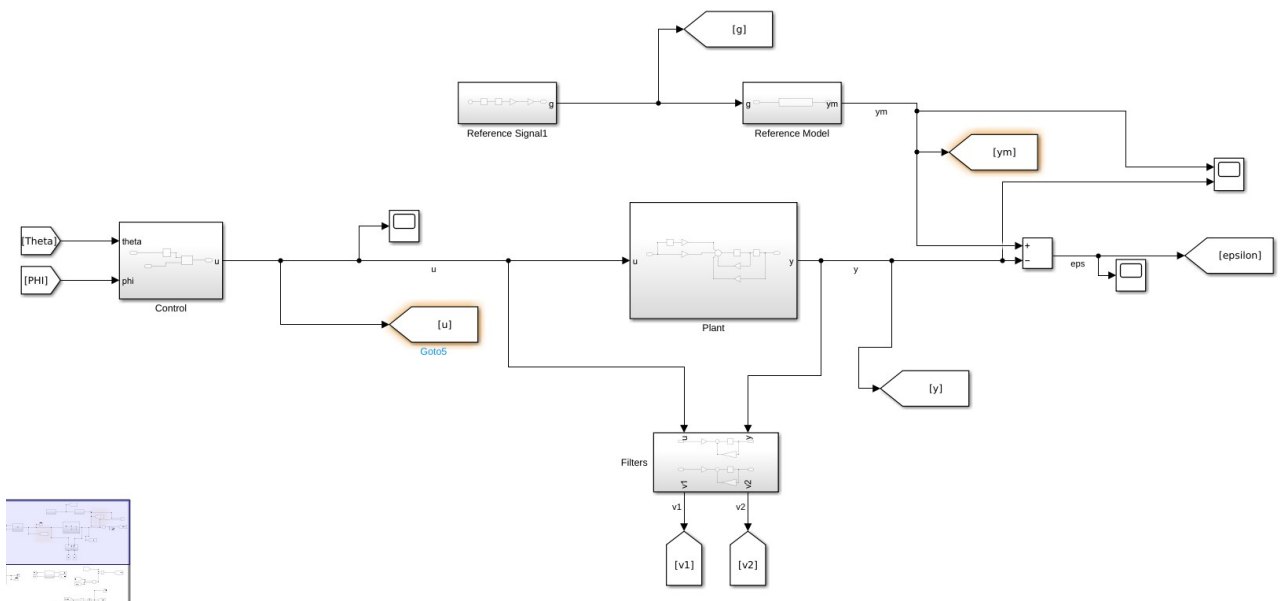 [g]
g
Reference Signal1
g
ym
Reference Model
ym
[ym]
[Theta]
[PHI]
theta
phi
u
Control
u
[u]
Goto5
u
y
Plant
y
+
−
eps
[epsilon]
[y]
Filters
u
y
v1
v2
v1
v2
[v1]
[v2]